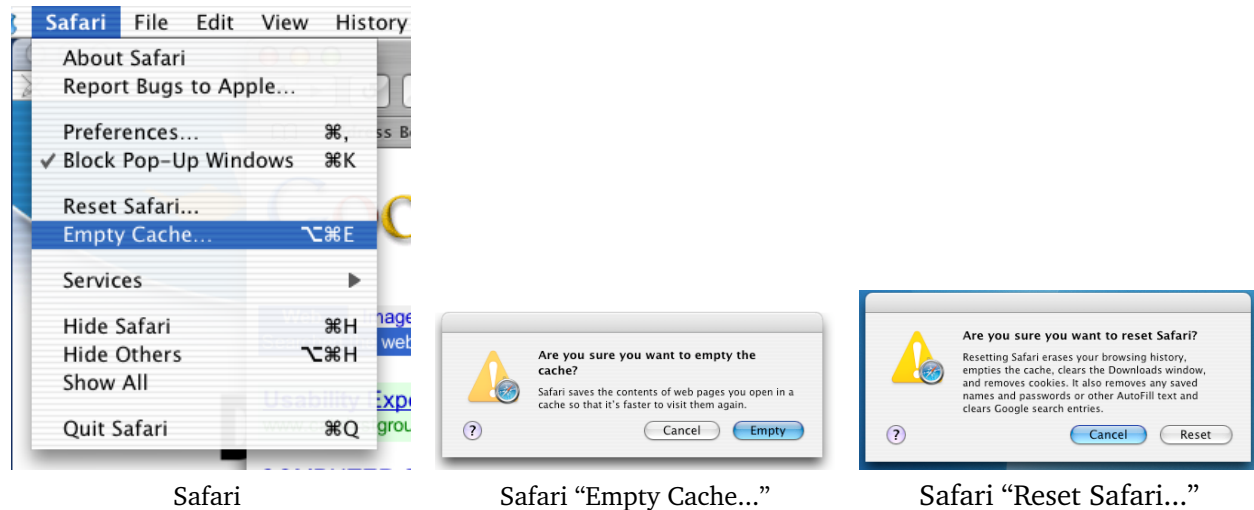 Safari File Edit View History
About Safari
Report Bugs to Apple...
Preferences... ⌘,
✓ Block Pop-Up Windows ⌘K
Reset Safari...
Empty Cache... ⌥⌘E
Services ▶
Hide Safari ⌘H
Hide Others ⌥⌘H
Show All
Quit Safari ⌘Q
Are you sure you want to empty the
cache?
Safari saves the contents of web pages you open in a
cache so that it's faster to visit them again.
? Cancel Empty
Are you sure you want to reset Safari?
Resetting Safari erases your browsing history,
empties the cache, clears the Downloads window,
and removes cookies. It also removes any saved
names and passwords or other AutoFill text and
clears Google search entries.
? Cancel Reset
Safari
Safari “Empty Cache...”
Safari “Reset Safari...”